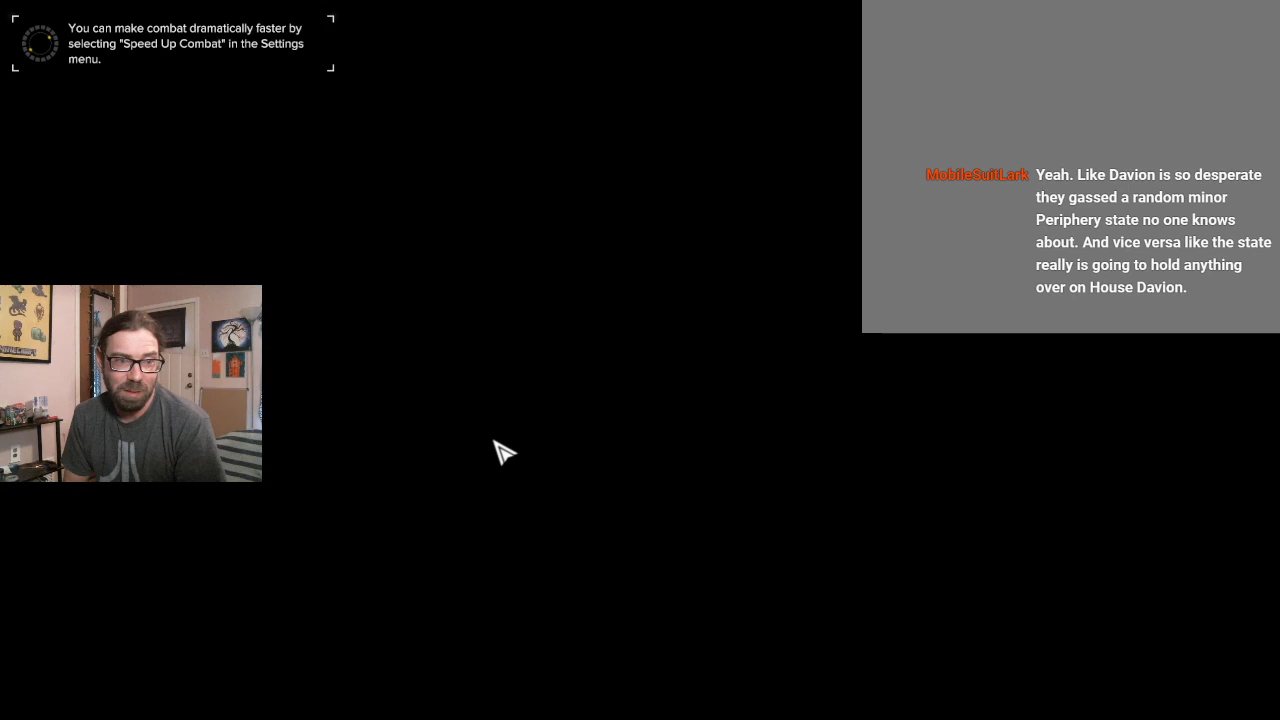 You can make combat dramatically faster by
selecting "Speed Up Combat" in the Settings
menu.
MobileSuitLark Yeah. Like Davion is so desperate
they gassed a random minor
Periphery state no one knows
about. And vice versa like the state
really is going to hold anything
over on House Davion.